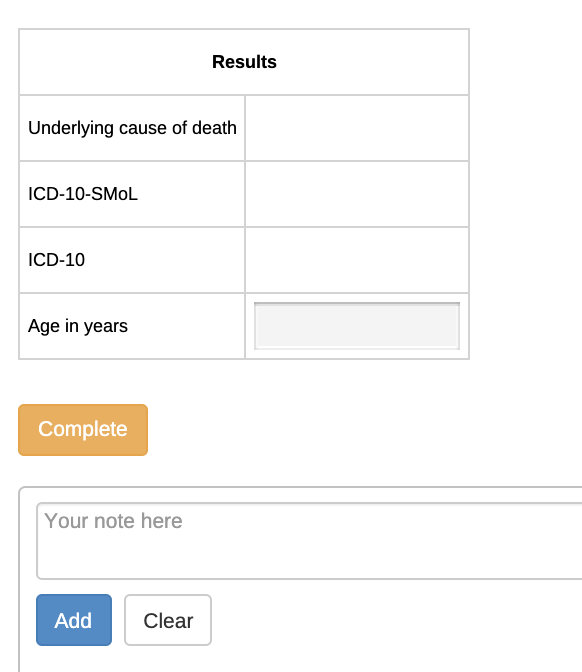 Results
Underlying cause of death
ICD-10-SMoL
ICD-10
Age in years
Complete
Your note here
Add Clear